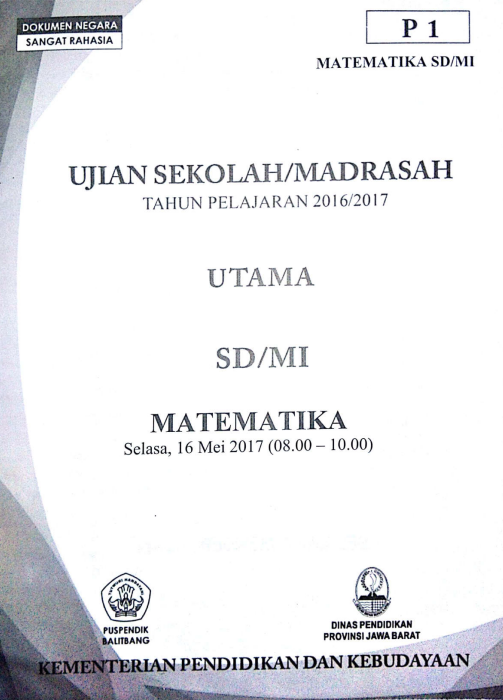 DOKUMEN NEGARA
SANGAT RAHASIA
P 1
MATEMATIKA SD/MI
UJIAN SEKOLAH/MADRASAH
TAHUN PELAJARAN 2016/2017
UTAMA
SD/MI
MATEMATIKA
Selasa, 16 Mei 2017 (08.00 – 10.00)
PUSPENDIK
BALITBANG
DINAS PENDIDIKAN
PROVINSI JAWA BARAT
KEMENTERIAN PENDIDIKAN DAN KEBUDAYAAN